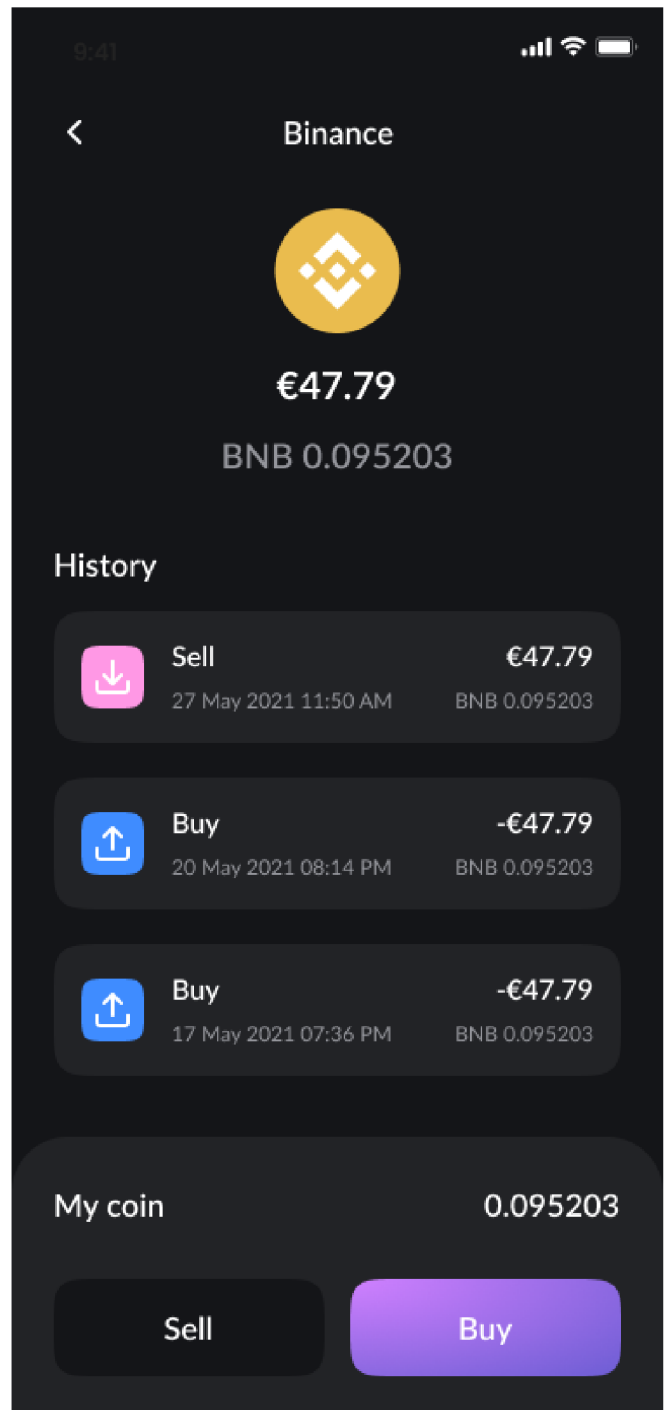 9:41
Binance
€47.79
BNB 0.095203
History
Sell €47.79
27 May 2021 11:50 AM BNB 0.095203
Buy -€47.79
20 May 2021 08:14 PM BNB 0.095203
Buy -€47.79
17 May 2021 07:36 PM BNB 0.095203
My coin 0.095203
Sell Buy